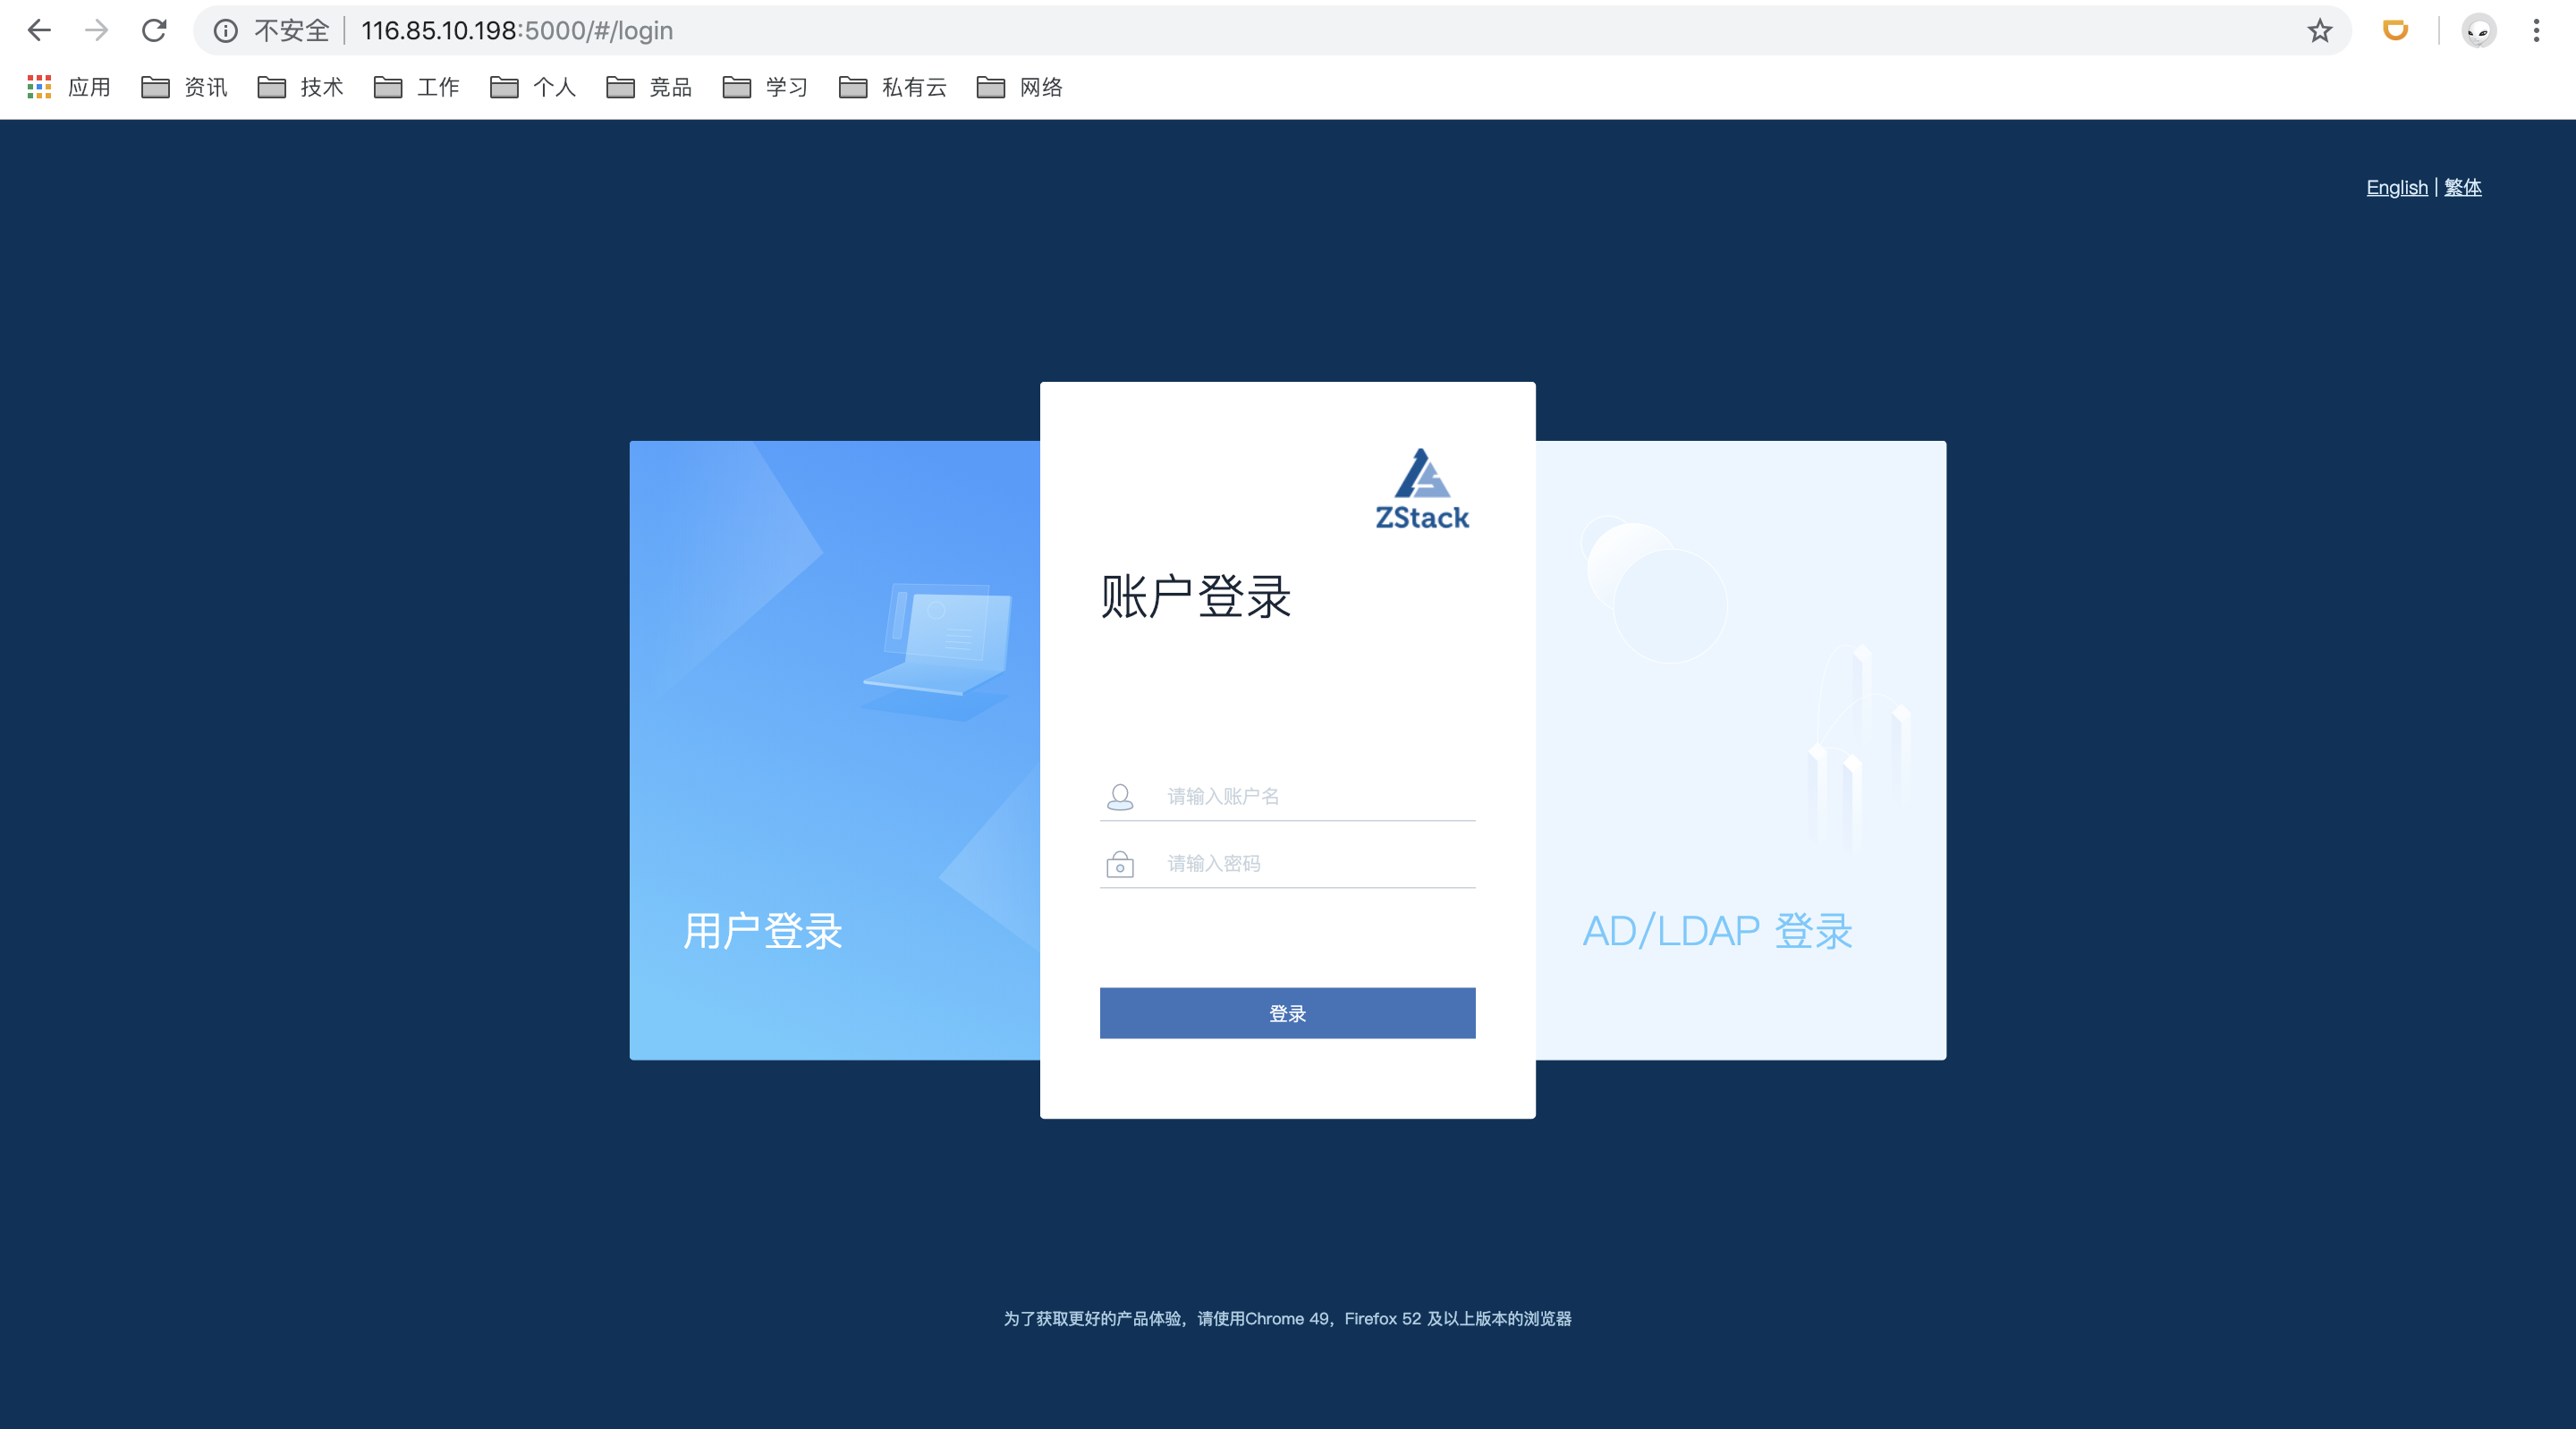 不安全 116.85.10.198:5000/#/login
应用 资讯 技术 工作 个人 竞品 学习 私有云 网络
English | 繁体
ZStack
账户登录
请输入账户名
请输入密码
用户登录
AD/LDAP 登录
登录
为了获取更好的产品体验，请使用Chrome 49，Firefox 52 及以上版本的浏览器